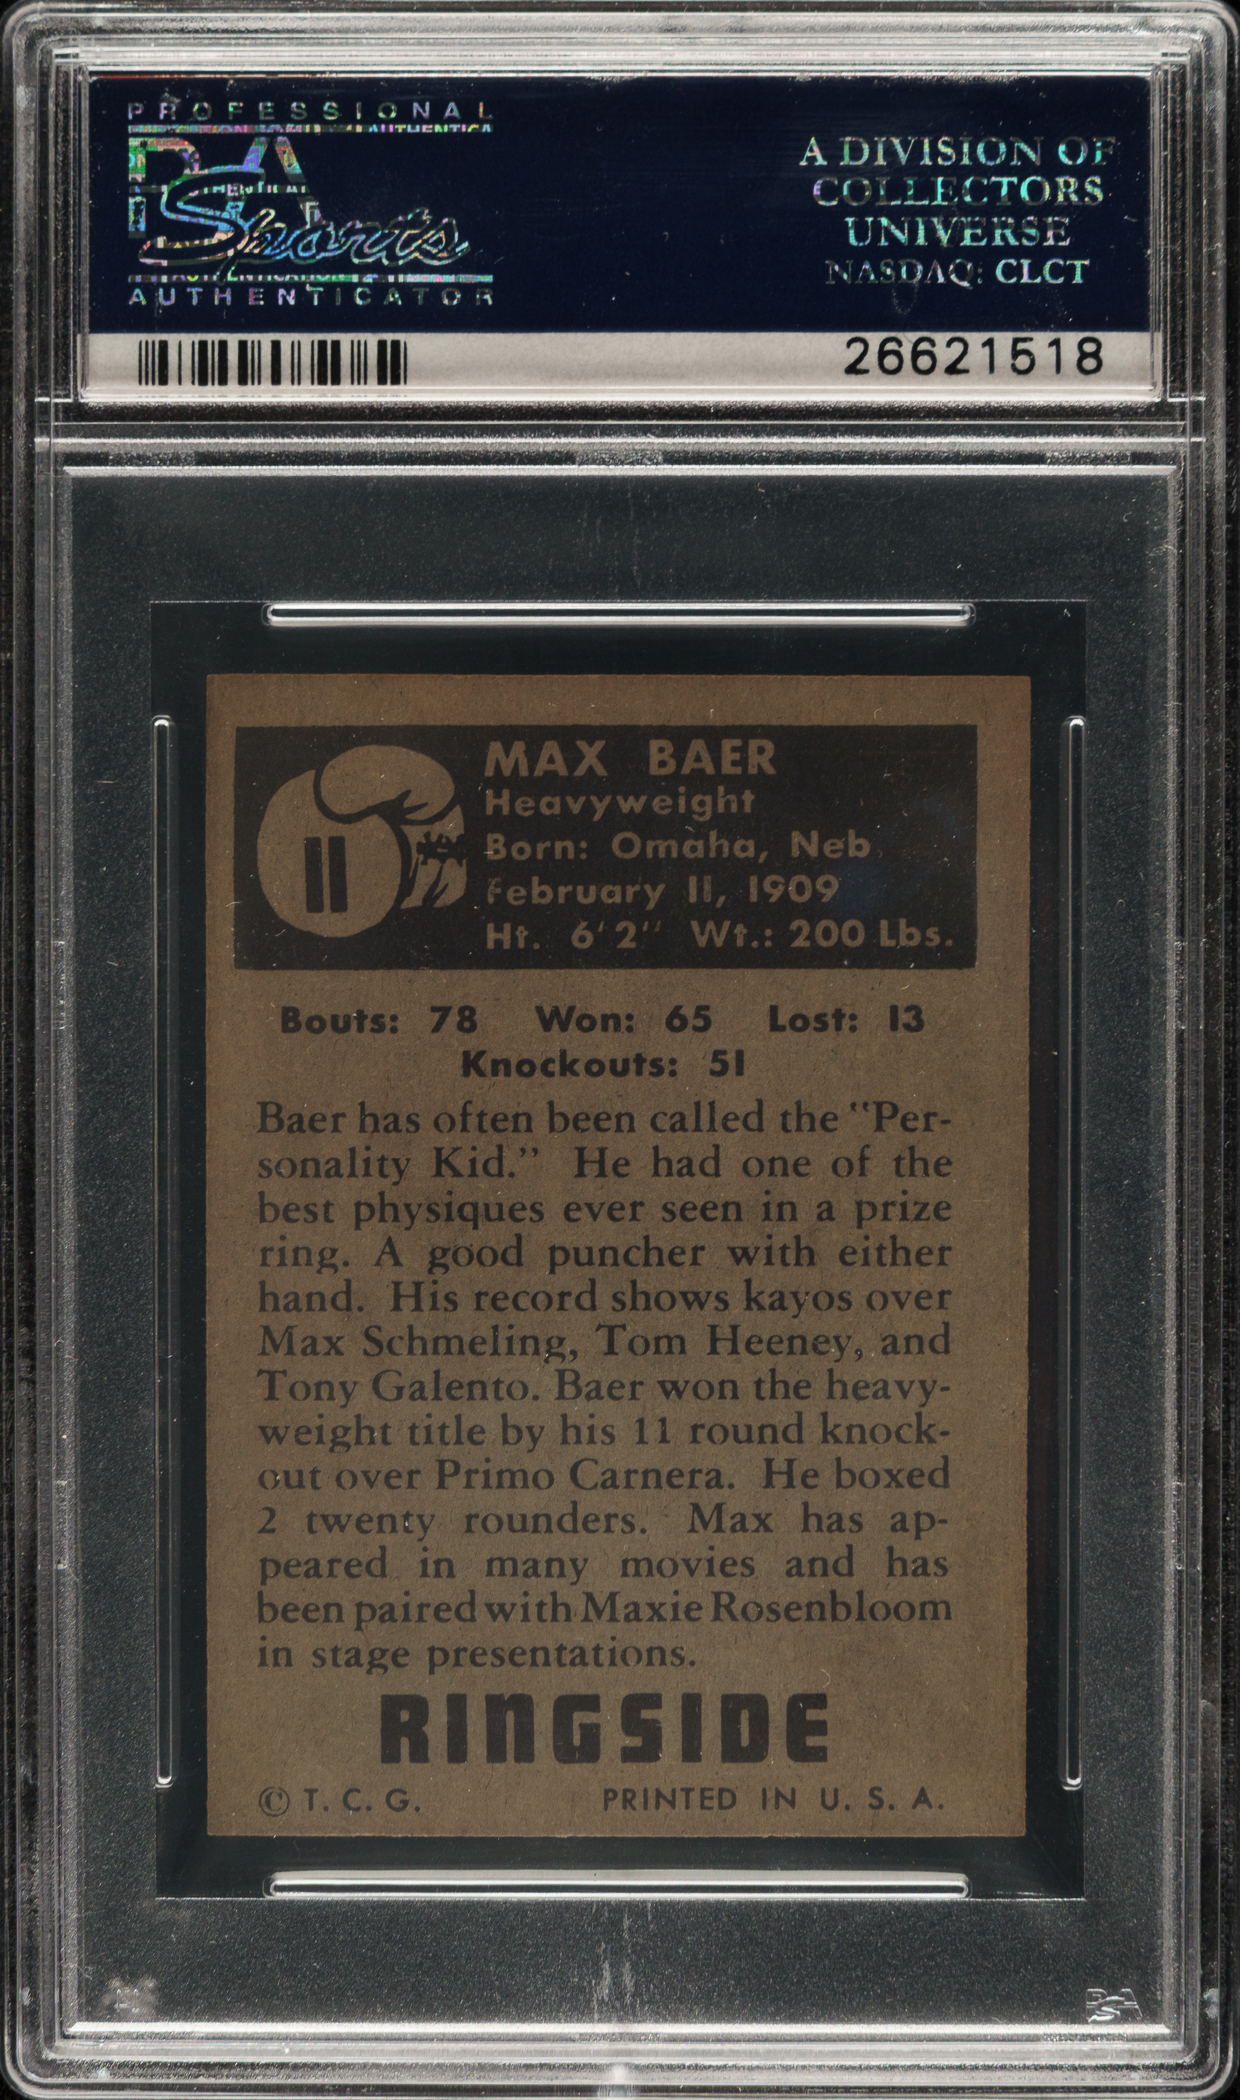 PROFESSIONAL
PSA
Sports
AUTHENTICATOR
A DIVISION OF
COLLECTORS
UNIVERSE
NASDAQ: CLCT
26621518
11
MAX BAER
Heavyweight
Born: Omaha, Neb.
February 11, 1909
Ht. 6'2" Wt.: 200 Lbs.
Bouts: 78 Won: 65 Lost: 13
Knockouts: 51
Baer has often been called the "Per-
sonality Kid." He had one of the
best physiques ever seen in a prize
ring. A good puncher with either
hand. His record shows kayos over
Max Schmeling, Tom Heeney, and
Tony Galento. Baer won the heavy-
weight title by his 11 round knock-
out over Primo Carnera. He boxed
2 twenty rounders. Max has ap-
peared in many movies and has
been paired with Maxie Rosenbloom
in stage presentations.
RINGSIDE
© T. C. G. PRINTED IN U. S. A.
PSA